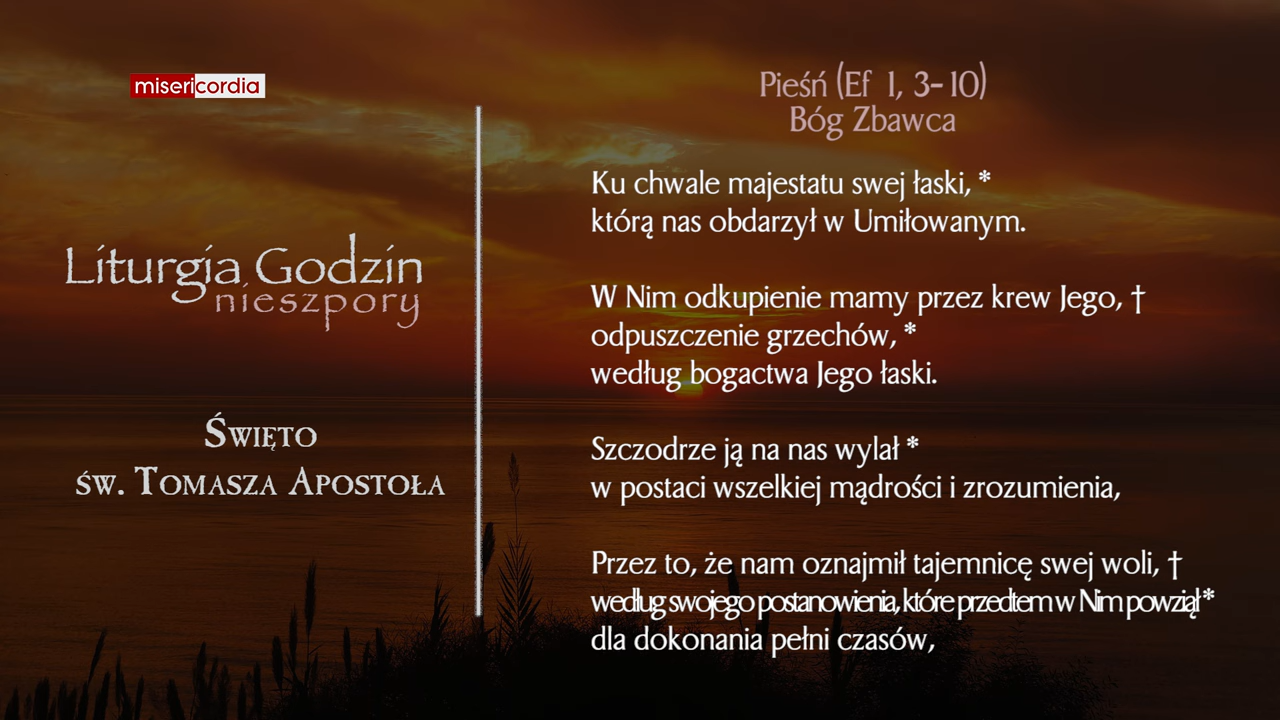 misericordia
Liturgia Godzin
nieszpory
Święto
św. Tomasza Apostoła
Pieśń (Ef 1, 3-10)
Bóg Zbawca
Ku chwale majestatu swej łaski, *
którą nas obdarzył w Umiłowanym.
W Nim odkupienie mamy przez krew Jego, †
odpuszczenie grzechów, *
według bogactwa Jego łaski.
Szczodrze ją na nas wylał *
w postaci wszelkiej mądrości i zrozumienia,
Przez to, że nam oznajmił tajemnicę swej woli, †
według swojego postanowienia, które przedtem w Nim powziął *
dla dokonania pełni czasów,